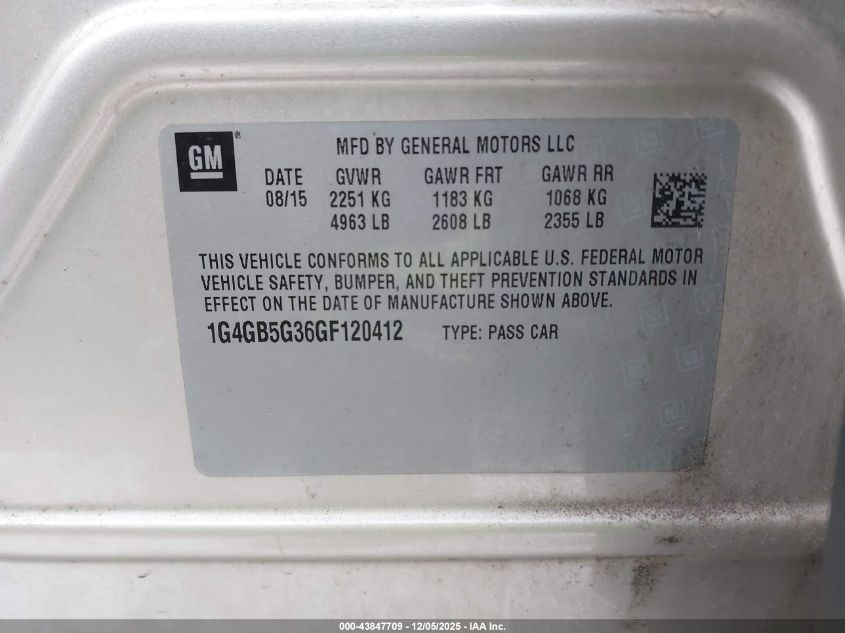 GM ®
MFD BY GENERAL MOTORS LLC
DATE GVWR GAWR FRT GAWR RR
08/15 2251 KG 1183 KG 1068 KG
4963 LB 2608 LB 2355 LB
THIS VEHICLE CONFORMS TO ALL APPLICABLE U.S. FEDERAL MOTOR
VEHICLE SAFETY, BUMPER, AND THEFT PREVENTION STANDARDS IN
EFFECT ON THE DATE OF MANUFACTURE SHOWN ABOVE.
1G4GB5G36GF120412 TYPE: PASS CAR
000-43847709 - 12/05/2025 - IAA Inc.